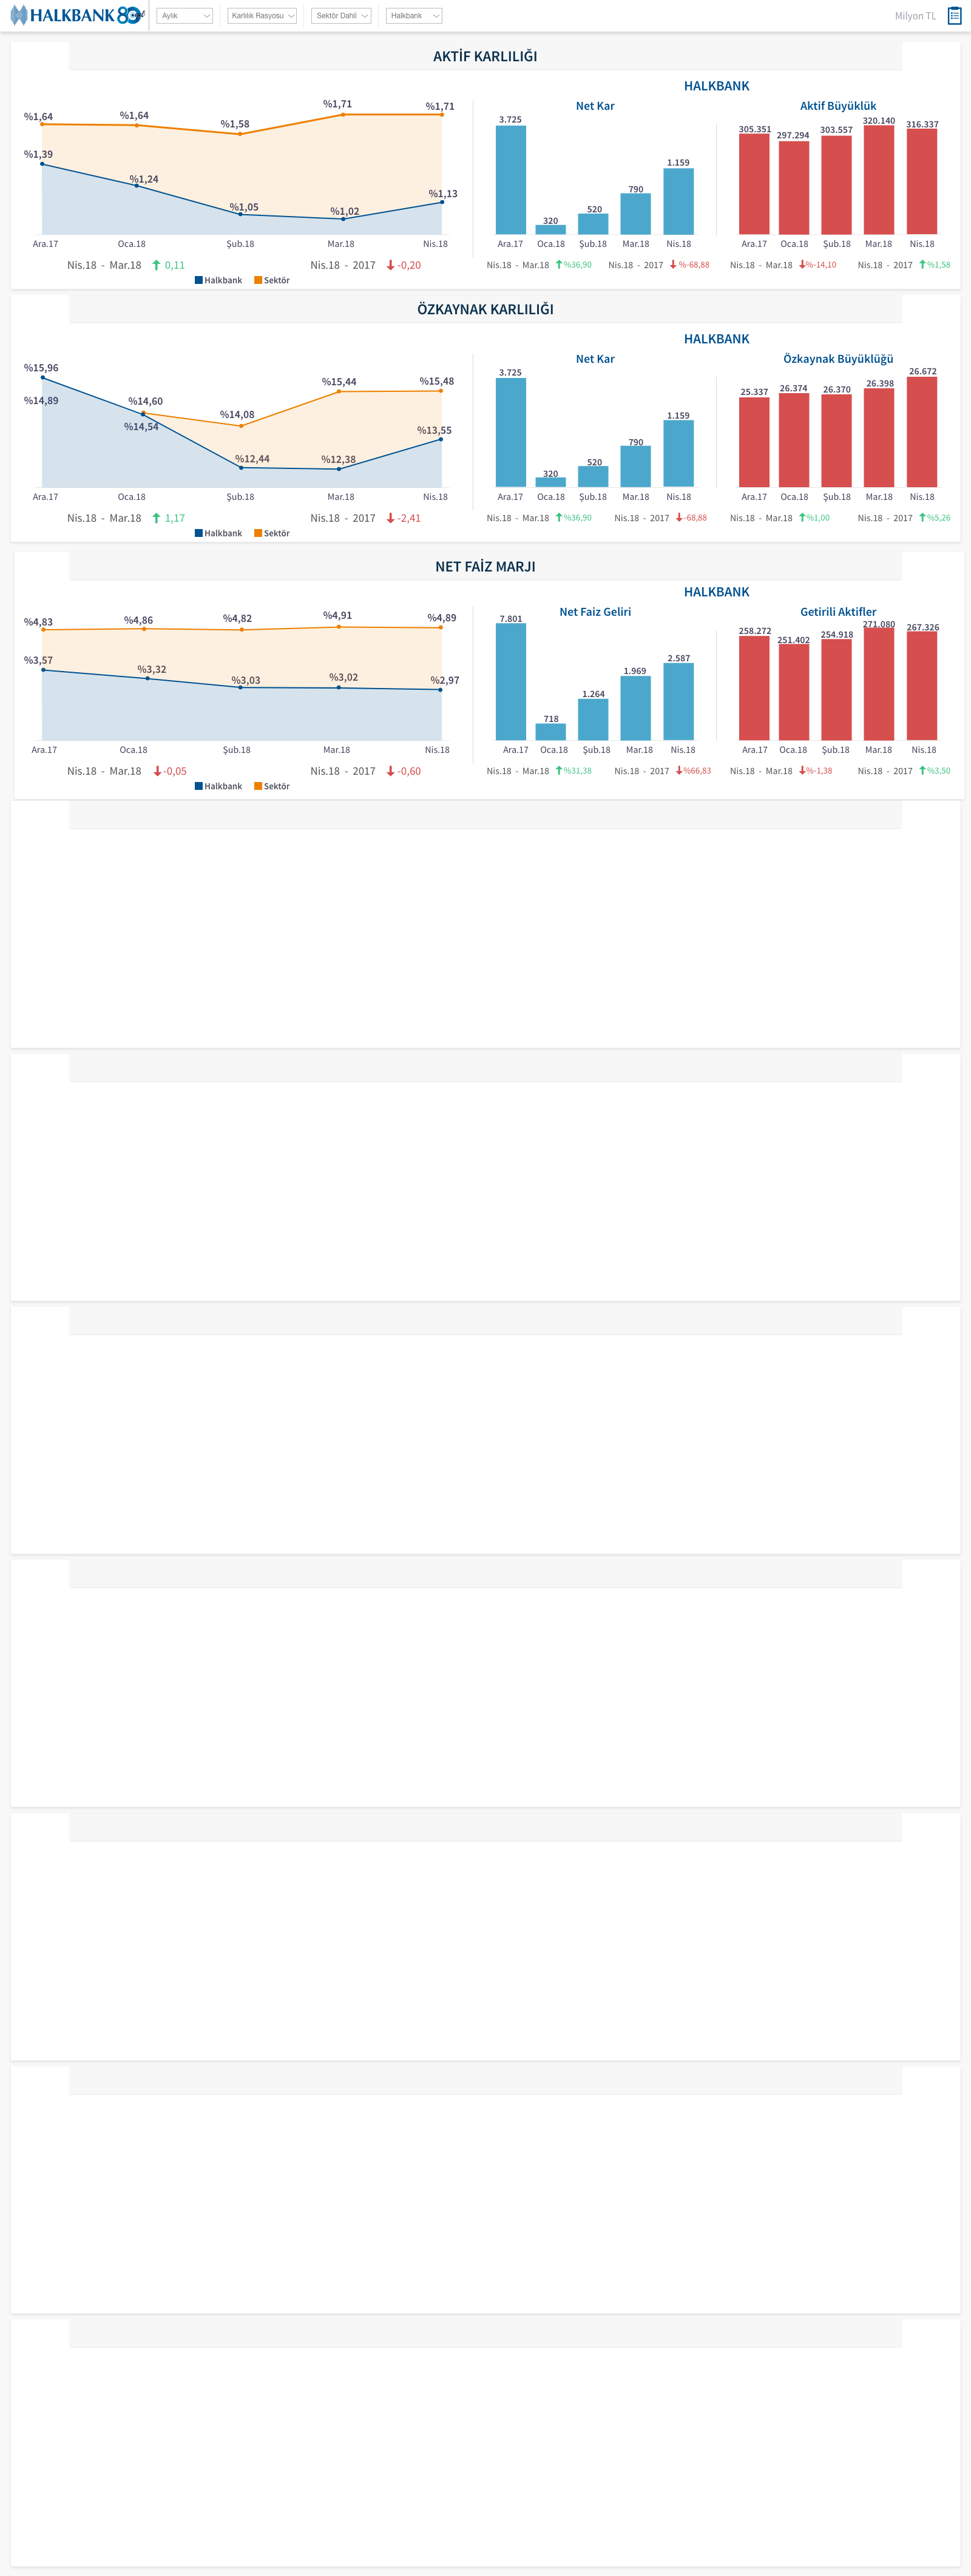 HALKBANK 80
Aylık
Karlılık Rasyosu
Sektör Dahil
Halkbank
Milyon TL
AKTİF KARLILIĞI
HALKBANK
%1,64 %1,64 %1,58 %1,71 %1,71
%1,39 %1,24 %1,05 %1,02 %1,13
Ara.17 Oca.18 Şub.18 Mar.18 Nis.18
Nis.18 - Mar.18 0,11
Nis.18 - 2017 -0,20
Halkbank Sektör
Net Kar
3.725 320 520 790 1.159
Ara.17 Oca.18 Şub.18 Mar.18 Nis.18
Nis.18 - Mar.18 %36,90
Nis.18 - 2017 %-68,88
Aktif Büyüklük
305.351 297.294 303.557 320.140 316.337
Ara.17 Oca.18 Şub.18 Mar.18 Nis.18
Nis.18 - Mar.18 %-14,10
Nis.18 - 2017 %1,58
ÖZKAYNAK KARLILIĞI
HALKBANK
%15,96
%14,89 %14,60 %14,08 %15,44 %15,48
%14,54 %12,44 %12,38 %13,55
Ara.17 Oca.18 Şub.18 Mar.18 Nis.18
Nis.18 - Mar.18 1,17
Nis.18 - 2017 -2,41
Halkbank Sektör
Net Kar
3.725 320 520 790 1.159
Ara.17 Oca.18 Şub.18 Mar.18 Nis.18
Nis.18 - Mar.18 %36,90
Nis.18 - 2017 -68,88
Özkaynak Büyüklüğü
25.337 26.374 26.370 26.398 26.672
Ara.17 Oca.18 Şub.18 Mar.18 Nis.18
Nis.18 - Mar.18 %1,00
Nis.18 - 2017 %5,26
NET FAİZ MARJI
HALKBANK
%4,83 %4,86 %4,82 %4,91 %4,89
%3,57 %3,32 %3,03 %3,02 %2,97
Ara.17 Oca.18 Şub.18 Mar.18 Nis.18
Nis.18 - Mar.18 -0,05
Nis.18 - 2017 -0,60
Halkbank Sektör
Net Faiz Geliri
7.801 718 1.264 1.969 2.587
Ara.17 Oca.18 Şub.18 Mar.18 Nis.18
Nis.18 - Mar.18 %31,38
Nis.18 - 2017 %66,83
Getirili Aktifler
258.272 251.402 254.918 271.080 267.326
Ara.17 Oca.18 Şub.18 Mar.18 Nis.18
Nis.18 - Mar.18 %-1,38
Nis.18 - 2017 %3,50